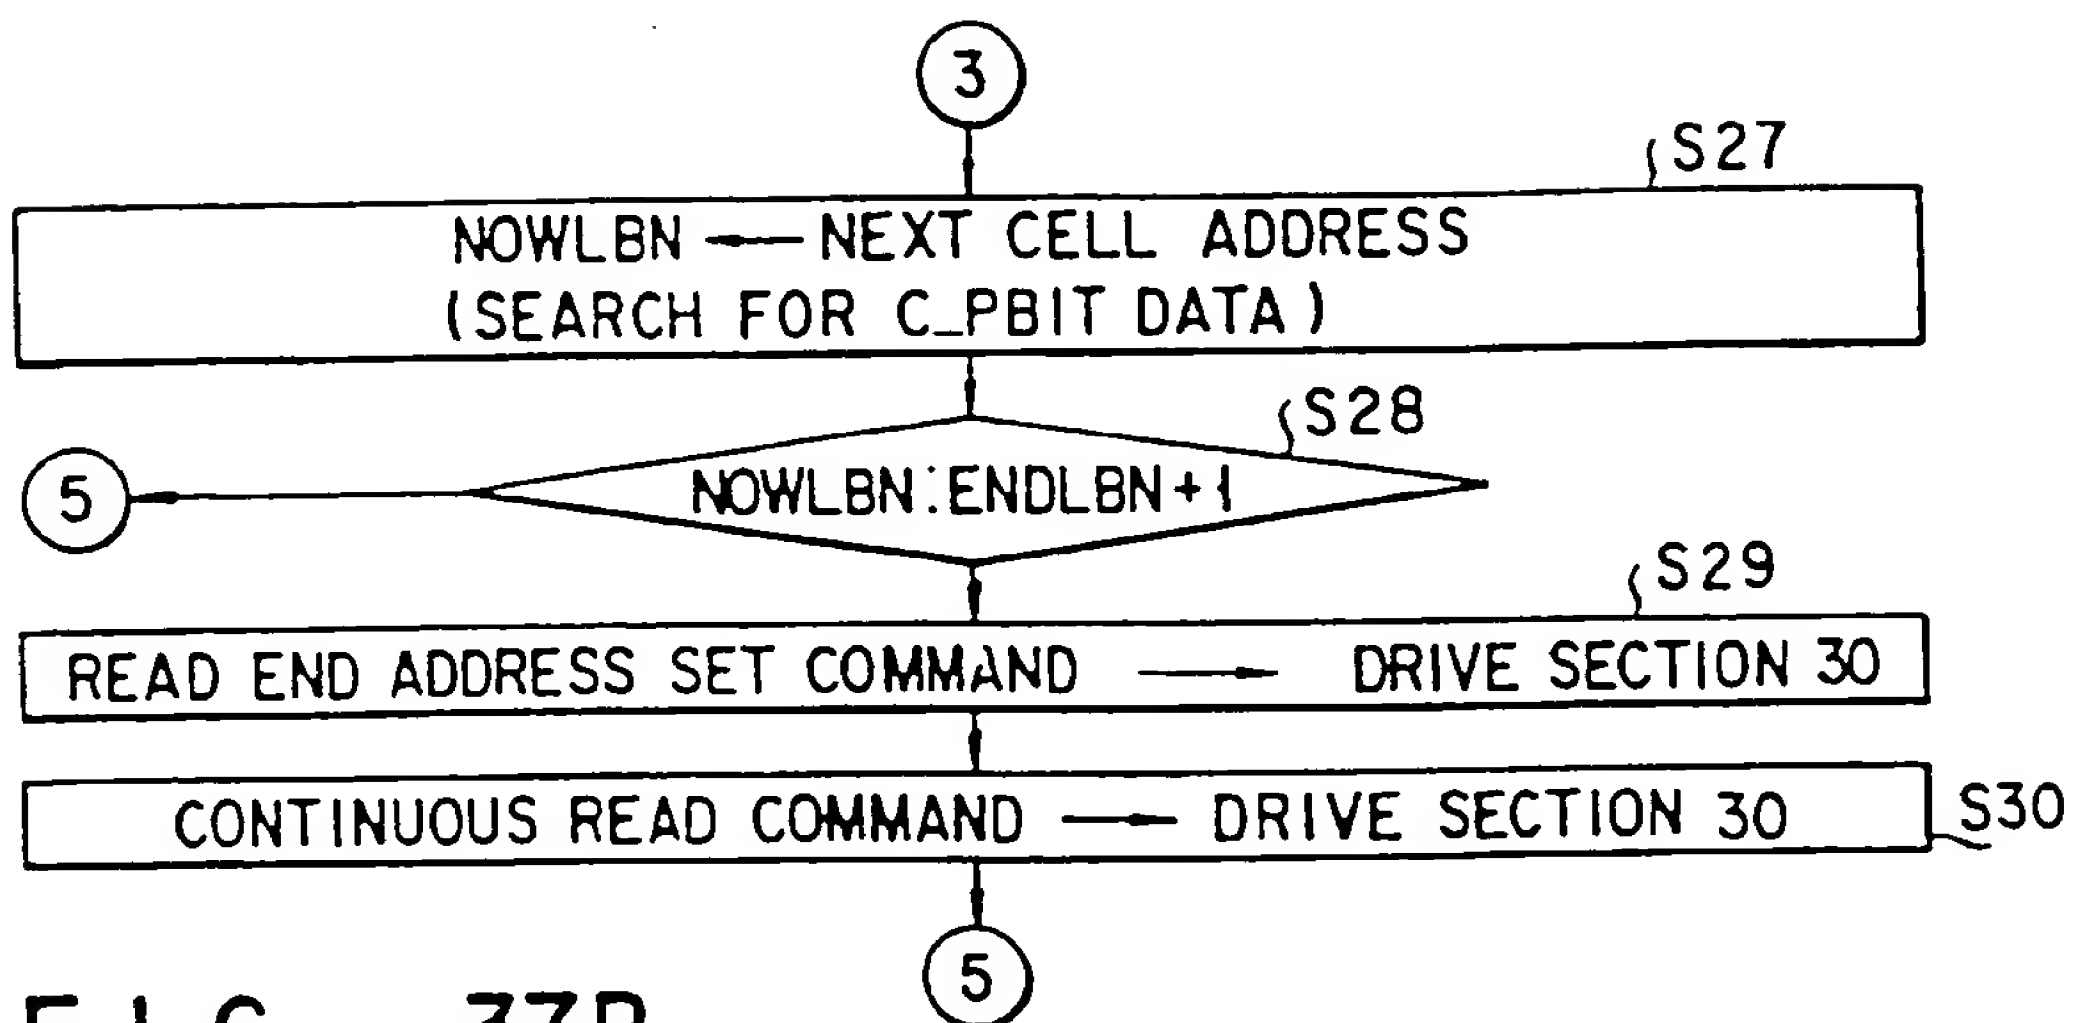 3
S27
NOWLBN ← NEXT CELL ADDRESS
(SEARCH FOR C_PBIT DATA)
S28
5
NOWLBN:ENDLBN+1
S29
READ END ADDRESS SET COMMAND → DRIVE SECTION 30
CONTINUOUS READ COMMAND → DRIVE SECTION 30
S30
5